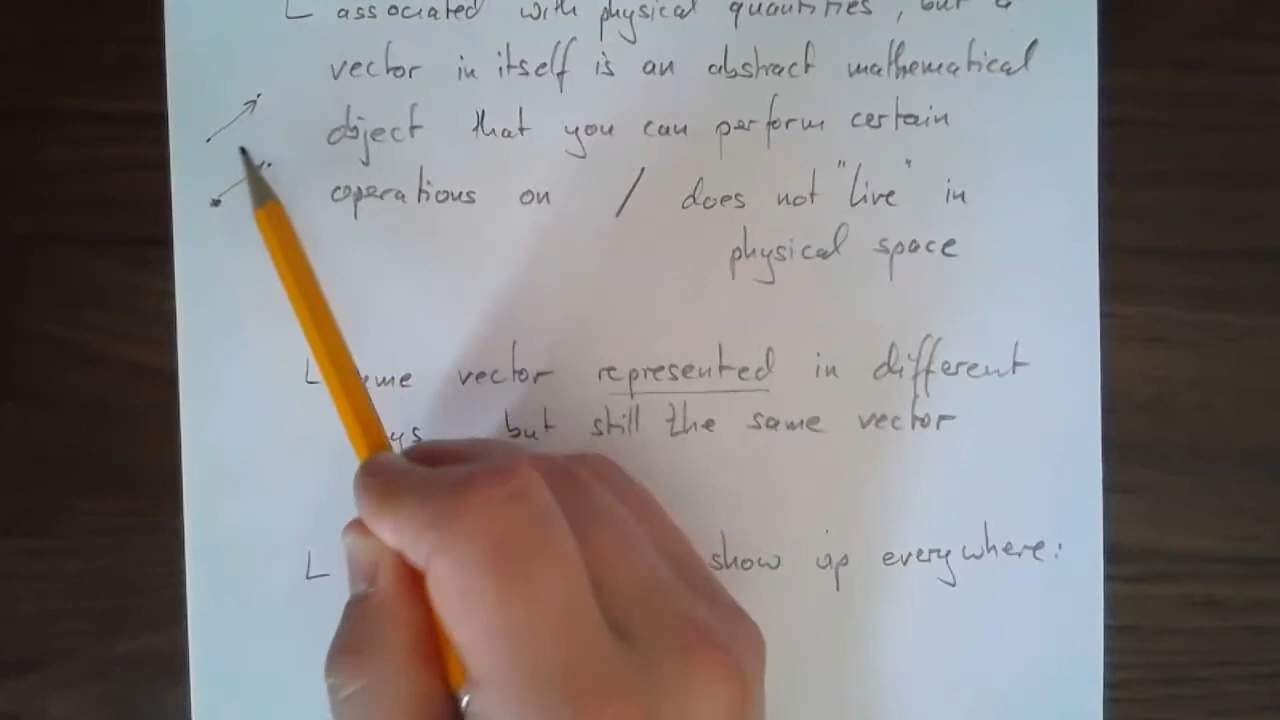 associated with physical quantities, but a
vector in itself is an abstract mathematical
object that you can perform certain
operations on / does not "live" in
physical space
vector represented in different
but still the same vector
show up everywhere: